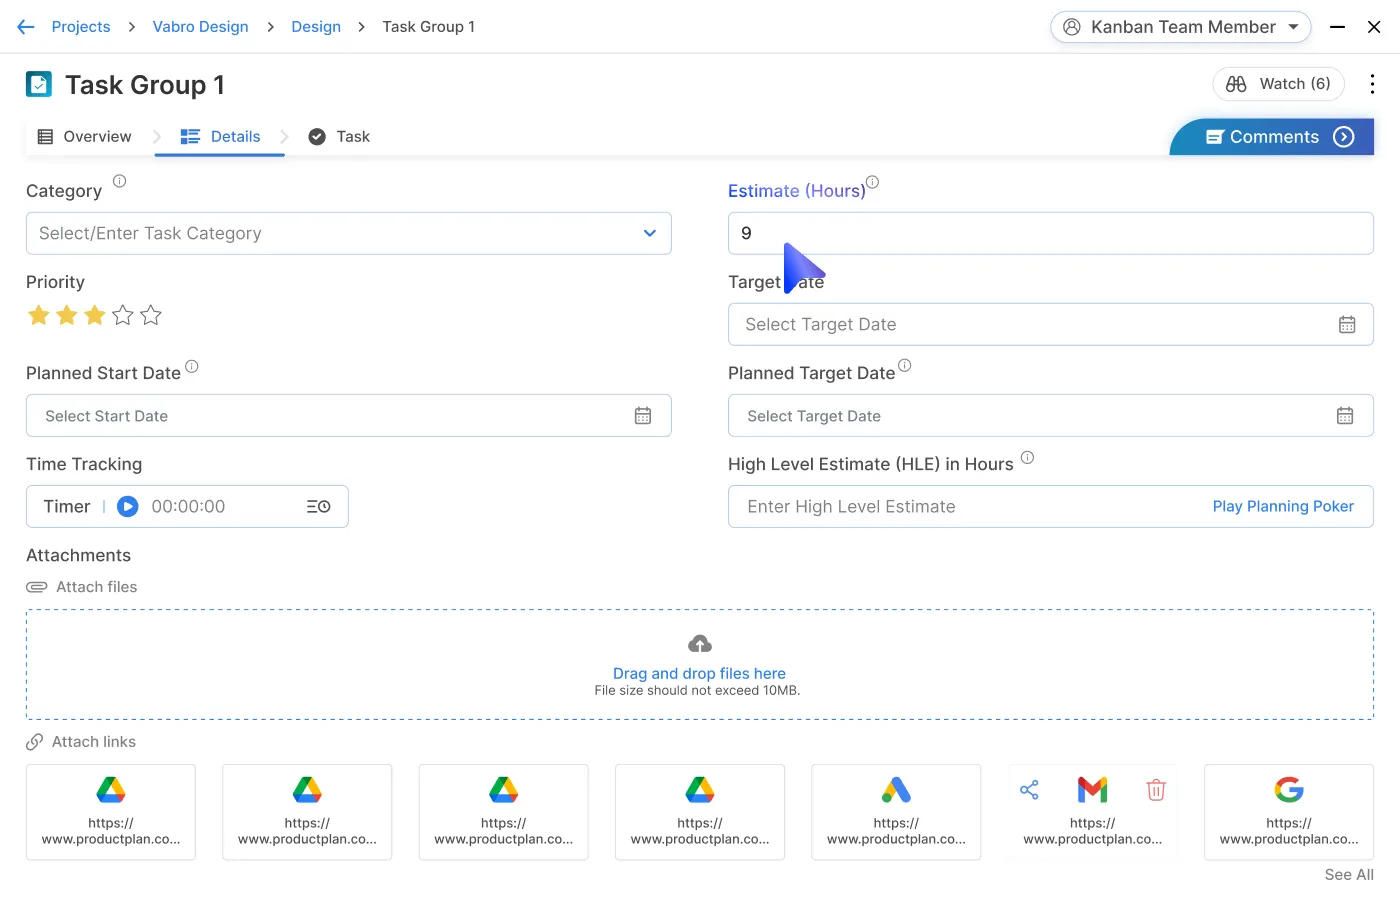 Projects > Vabro Design > Design > Task Group 1
Kanban Team Member
Task Group 1
Watch (6)
Overview
Details
Task
Comments
Category
Estimate (Hours)
Select/Enter Task Category
9
Priority
Target Date
Select Target Date
Planned Start Date
Planned Target Date
Select Start Date
Select Target Date
Time Tracking
High Level Estimate (HLE) in Hours
Timer | 00:00:00
Enter High Level Estimate
Play Planning Poker
Attachments
Attach files
Drag and drop files here
File size should not exceed 10MB.
Attach links
https://
www.productplan.co...
https://
www.productplan.co...
https://
www.productplan.co...
https://
www.productplan.co...
https://
www.productplan.co...
https://
www.productplan.co...
https://
www.productplan.co...
See All